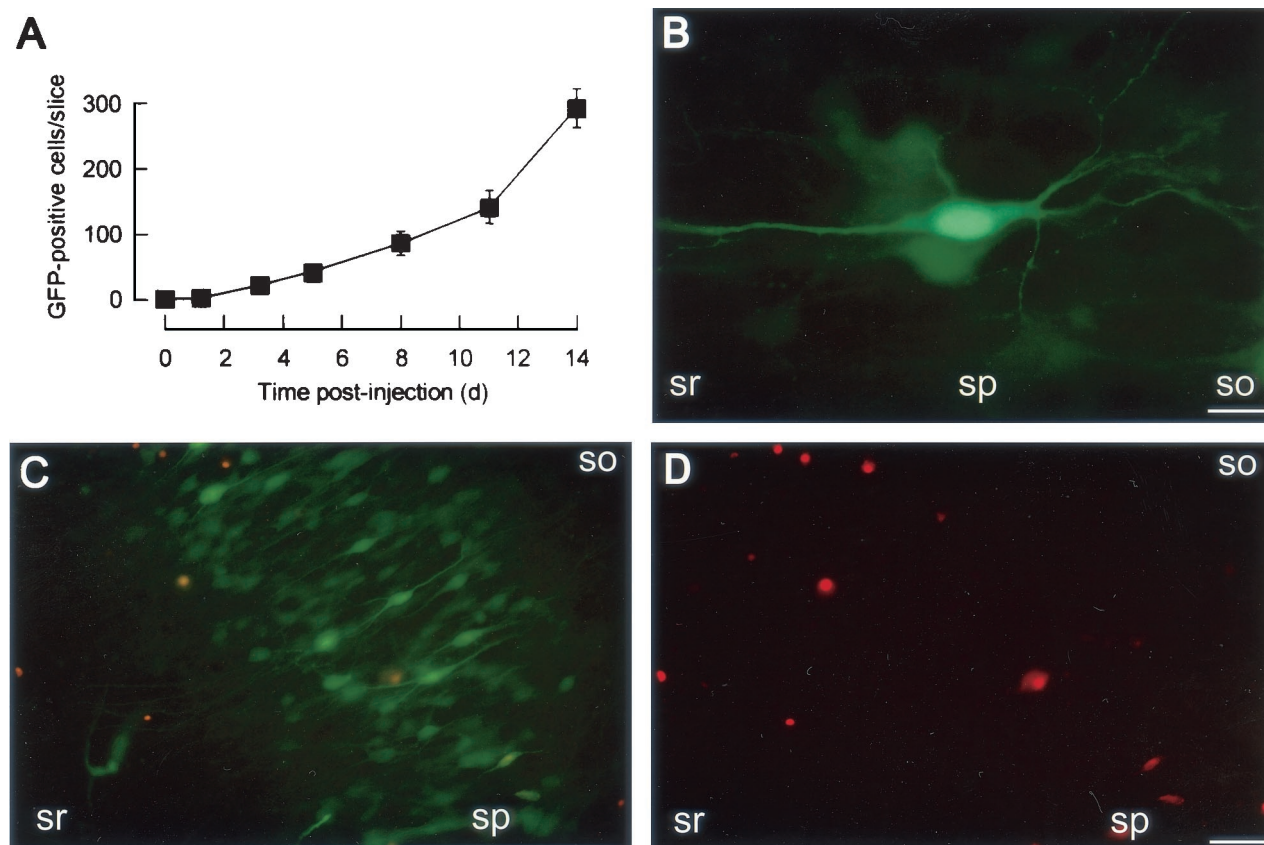 A
GFP-positive cells/slice
300
200
100
0
0 2 4 6 8 10 12 14
Time post-injection (d)
B
sr sp so
C
so
sr sp
D
so
sr sp